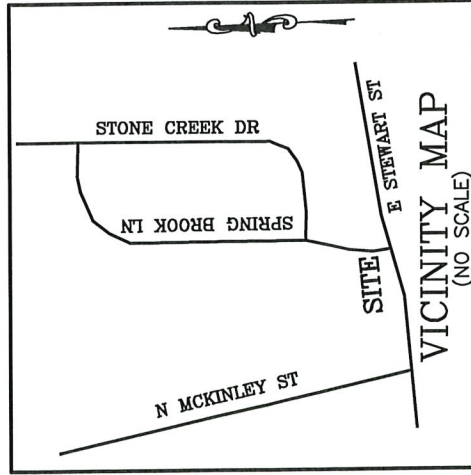 STONE CREEK DR
SPRING BROOK LN
E STEWART ST
SITE
N MCKINLEY ST
VICINITY MAP
(NO SCALE)